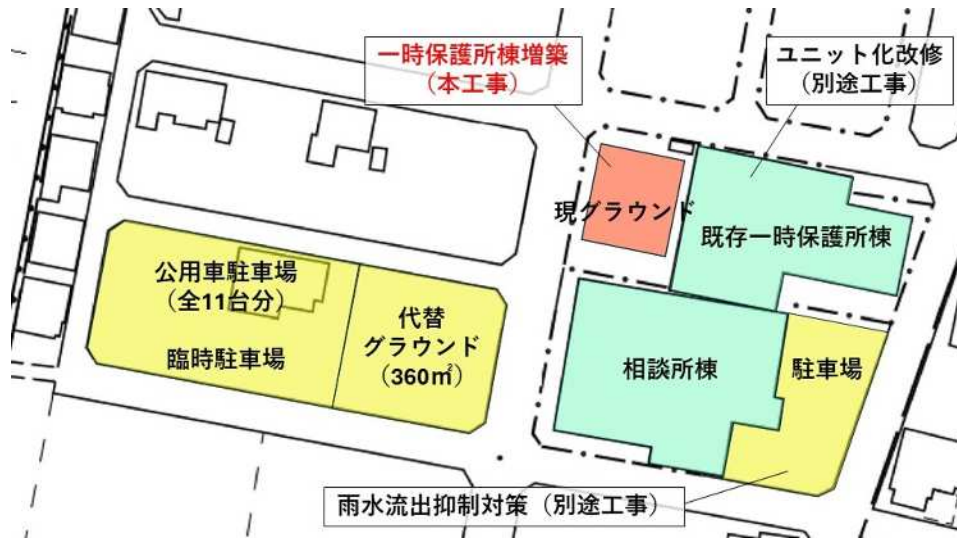 一時保護所棟増築
（本工事）
ユニット化改修
（別途工事）
現グラウンド
既存一時保護所棟
公用車駐車場
（全11台分）
臨時駐車場
代替
グラウンド
（360㎡）
相談所棟
駐車場
雨水流出抑制対策（別途工事）